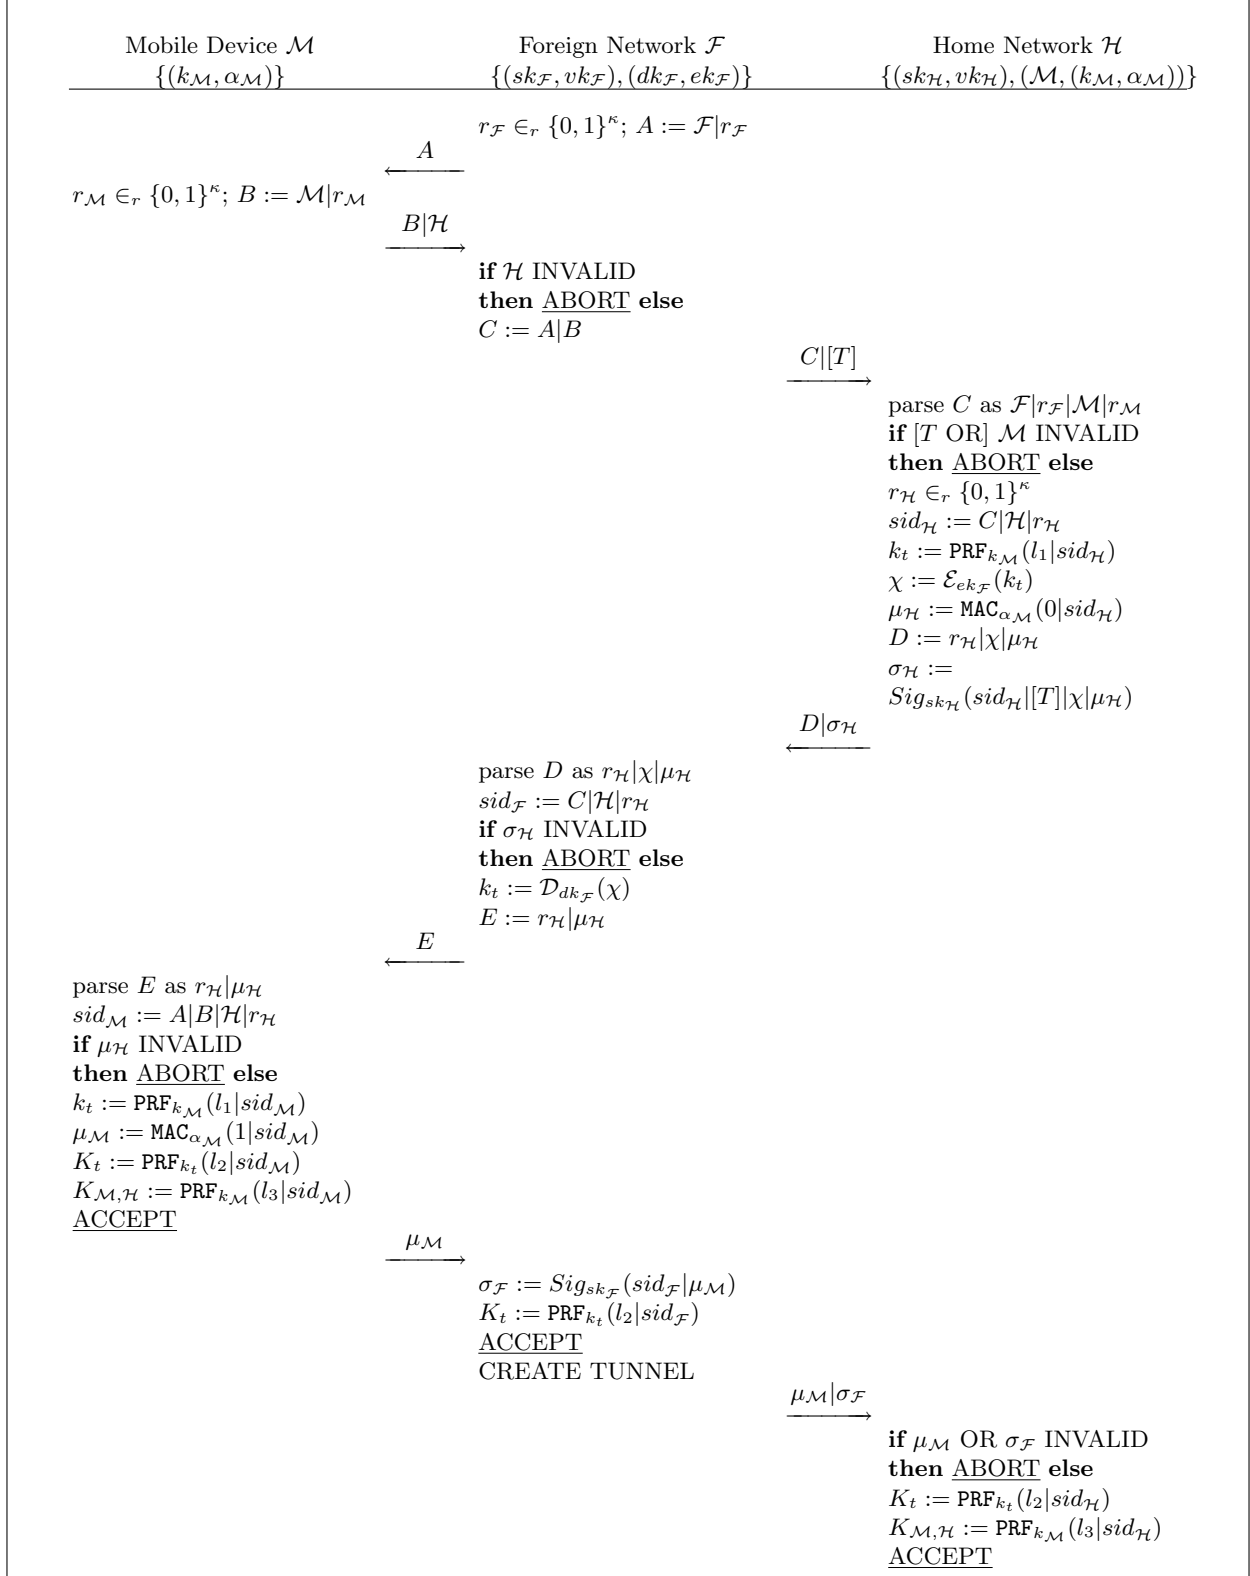 Mobile Device ℳ Foreign Network ℱ Home Network ℋ
{(k_ℳ, α_ℳ)} {(sk_ℱ, vk_ℱ), (dk_ℱ, ek_ℱ)} {(sk_ℋ, vk_ℋ), (ℳ, (k_ℳ, α_ℳ))}
r_ℱ ∈_r {0, 1}^κ; A := ℱ|r_ℱ
A
r_ℳ ∈_r {0, 1}^κ; B := ℳ|r_ℳ
B|ℋ
if ℋ INVALID
then ABORT else
C := A|B
C|[T]
parse C as ℱ|r_ℱ|ℳ|r_ℳ
if [T OR] ℳ INVALID
then ABORT else
r_ℋ ∈_r {0, 1}^κ
sid_ℋ := C|ℋ|r_ℋ
k_t := PRF_{k_ℳ}(l_1|sid_ℋ)
χ := ℰ_{ek_ℱ}(k_t)
μ_ℋ := MAC_{α_ℳ}(0|sid_ℋ)
D := r_ℋ|χ|μ_ℋ
σ_ℋ :=
Sig_{sk_ℋ}(sid_ℋ|[T]|χ|μ_ℋ)
D|σ_ℋ
parse D as r_ℋ|χ|μ_ℋ
sid_ℱ := C|ℋ|r_ℋ
if σ_ℋ INVALID
then ABORT else
k_t := 𝒟_{dk_ℱ}(χ)
E := r_ℋ|μ_ℋ
E
parse E as r_ℋ|μ_ℋ
sid_ℳ := A|B|ℋ|r_ℋ
if μ_ℋ INVALID
then ABORT else
k_t := PRF_{k_ℳ}(l_1|sid_ℳ)
μ_ℳ := MAC_{α_ℳ}(1|sid_ℳ)
K_t := PRF_{k_t}(l_2|sid_ℳ)
K_{ℳ,ℋ} := PRF_{k_ℳ}(l_3|sid_ℳ)
ACCEPT
μ_ℳ
σ_ℱ := Sig_{sk_ℱ}(sid_ℱ|μ_ℳ)
K_t := PRF_{k_t}(l_2|sid_ℱ)
ACCEPT
CREATE TUNNEL
μ_ℳ|σ_ℱ
if μ_ℳ OR σ_ℱ INVALID
then ABORT else
K_t := PRF_{k_t}(l_2|sid_ℋ)
K_{ℳ,ℋ} := PRF_{k_ℳ}(l_3|sid_ℋ)
ACCEPT